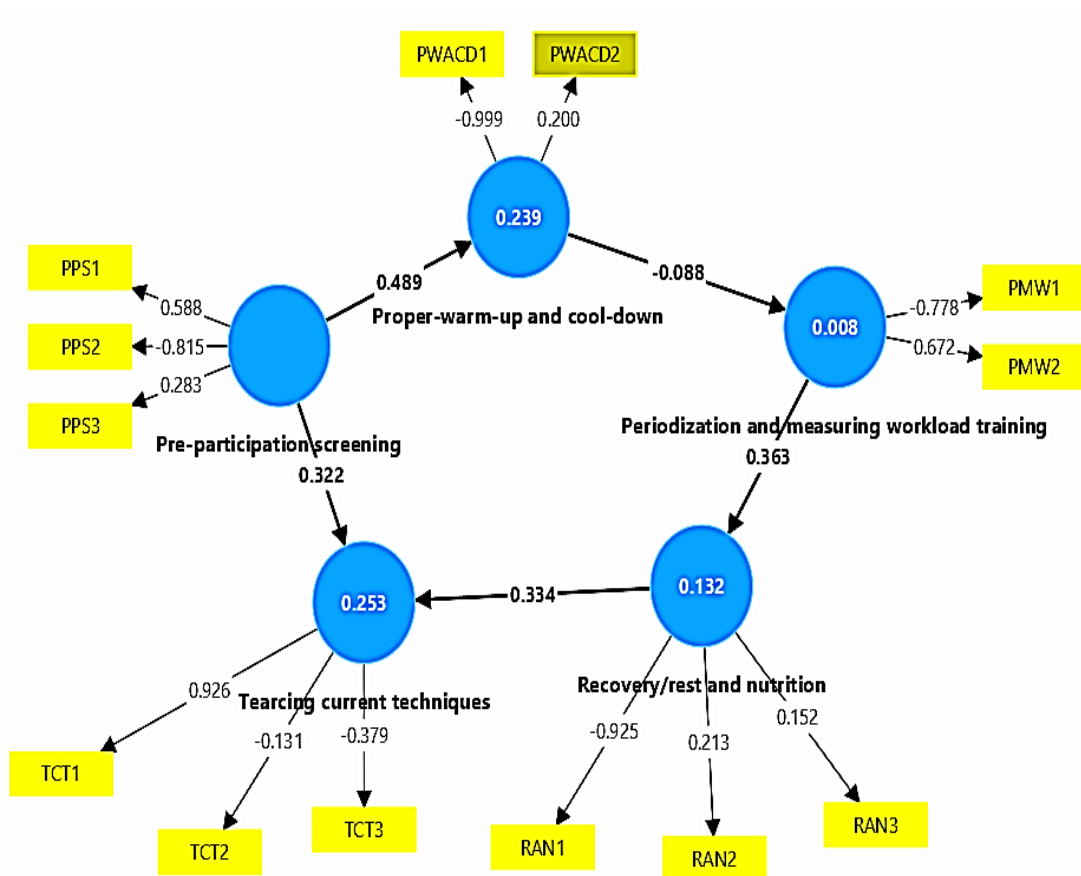 PWACD1
PWACD2
-0.999
0.200
0.239
PPS1
0.588
PPS2
-0.815
PPS3
0.283
0.489
-0.088
Proper-warm-up and cool-down
0.008
-0.778
PMW1
0.672
PMW2
Pre-participation screening
Periodization and measuring workload training
0.322
0.363
0.253
0.334
0.132
Tearcing current techniques
Recovery/rest and nutrition
0.926
-0.131
-0.379
-0.925
0.213
0.152
TCT1
TCT2
TCT3
RAN1
RAN2
RAN3